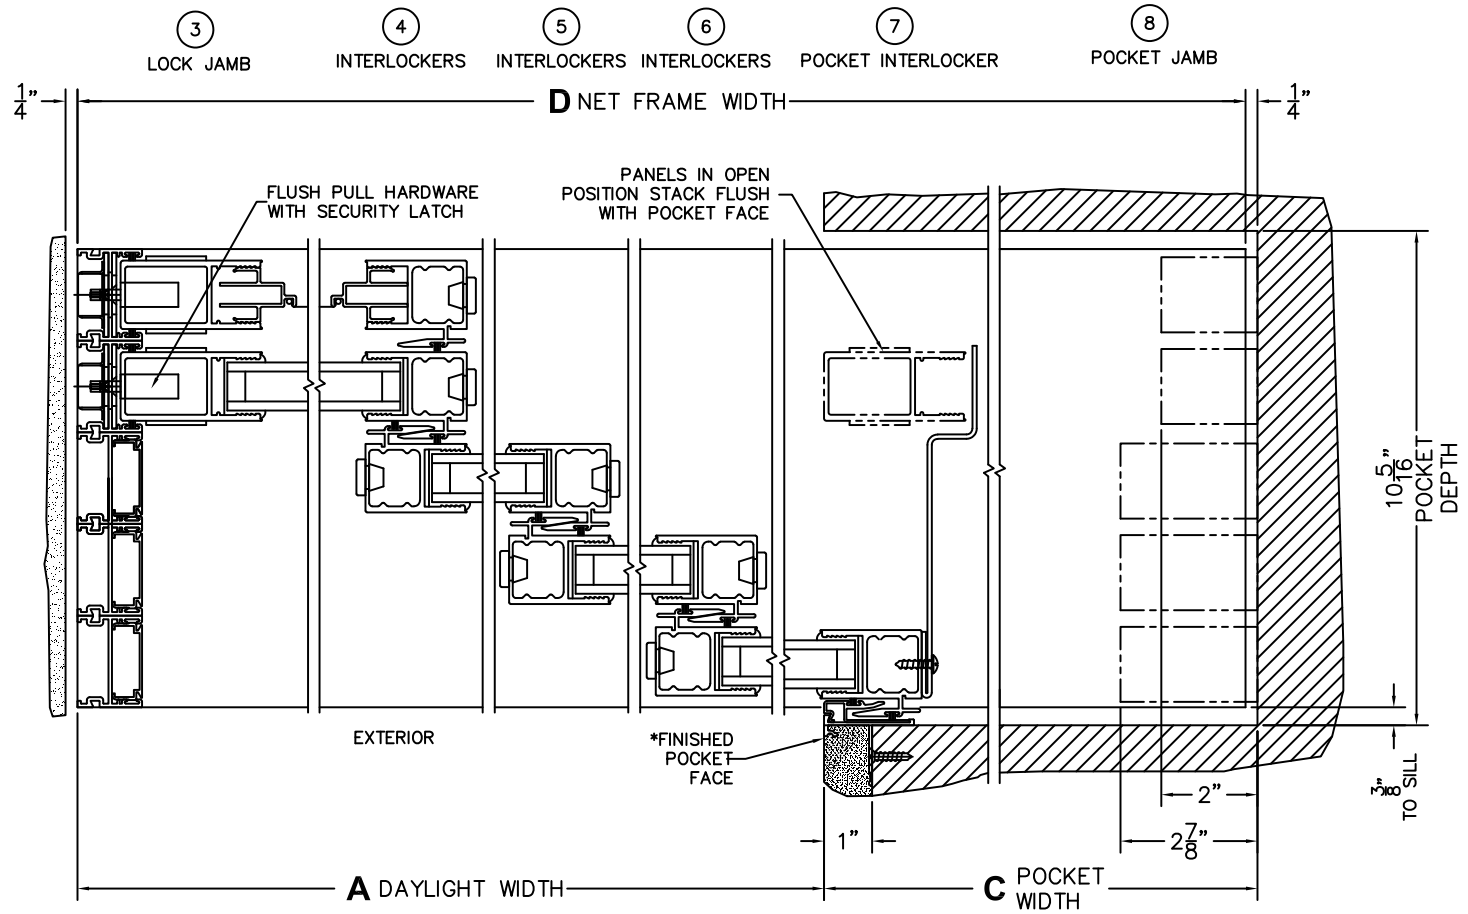 3
LOCK JAMB
4
INTERLOCKERS
5
INTERLOCKERS
6
INTERLOCKERS
7
POCKET INTERLOCKER
8
POCKET JAMB
1/4"
D NET FRAME WIDTH
1/4"
FLUSH PULL HARDWARE
WITH SECURITY LATCH
PANELS IN OPEN
POSITION STACK FLUSH
WITH POCKET FACE
10 5/16"
POCKET
DEPTH
EXTERIOR
*FINISHED
POCKET
FACE
3/8"
TO SILL
2"
1"
2 7/8"
A DAYLIGHT WIDTH
C POCKET
WIDTH